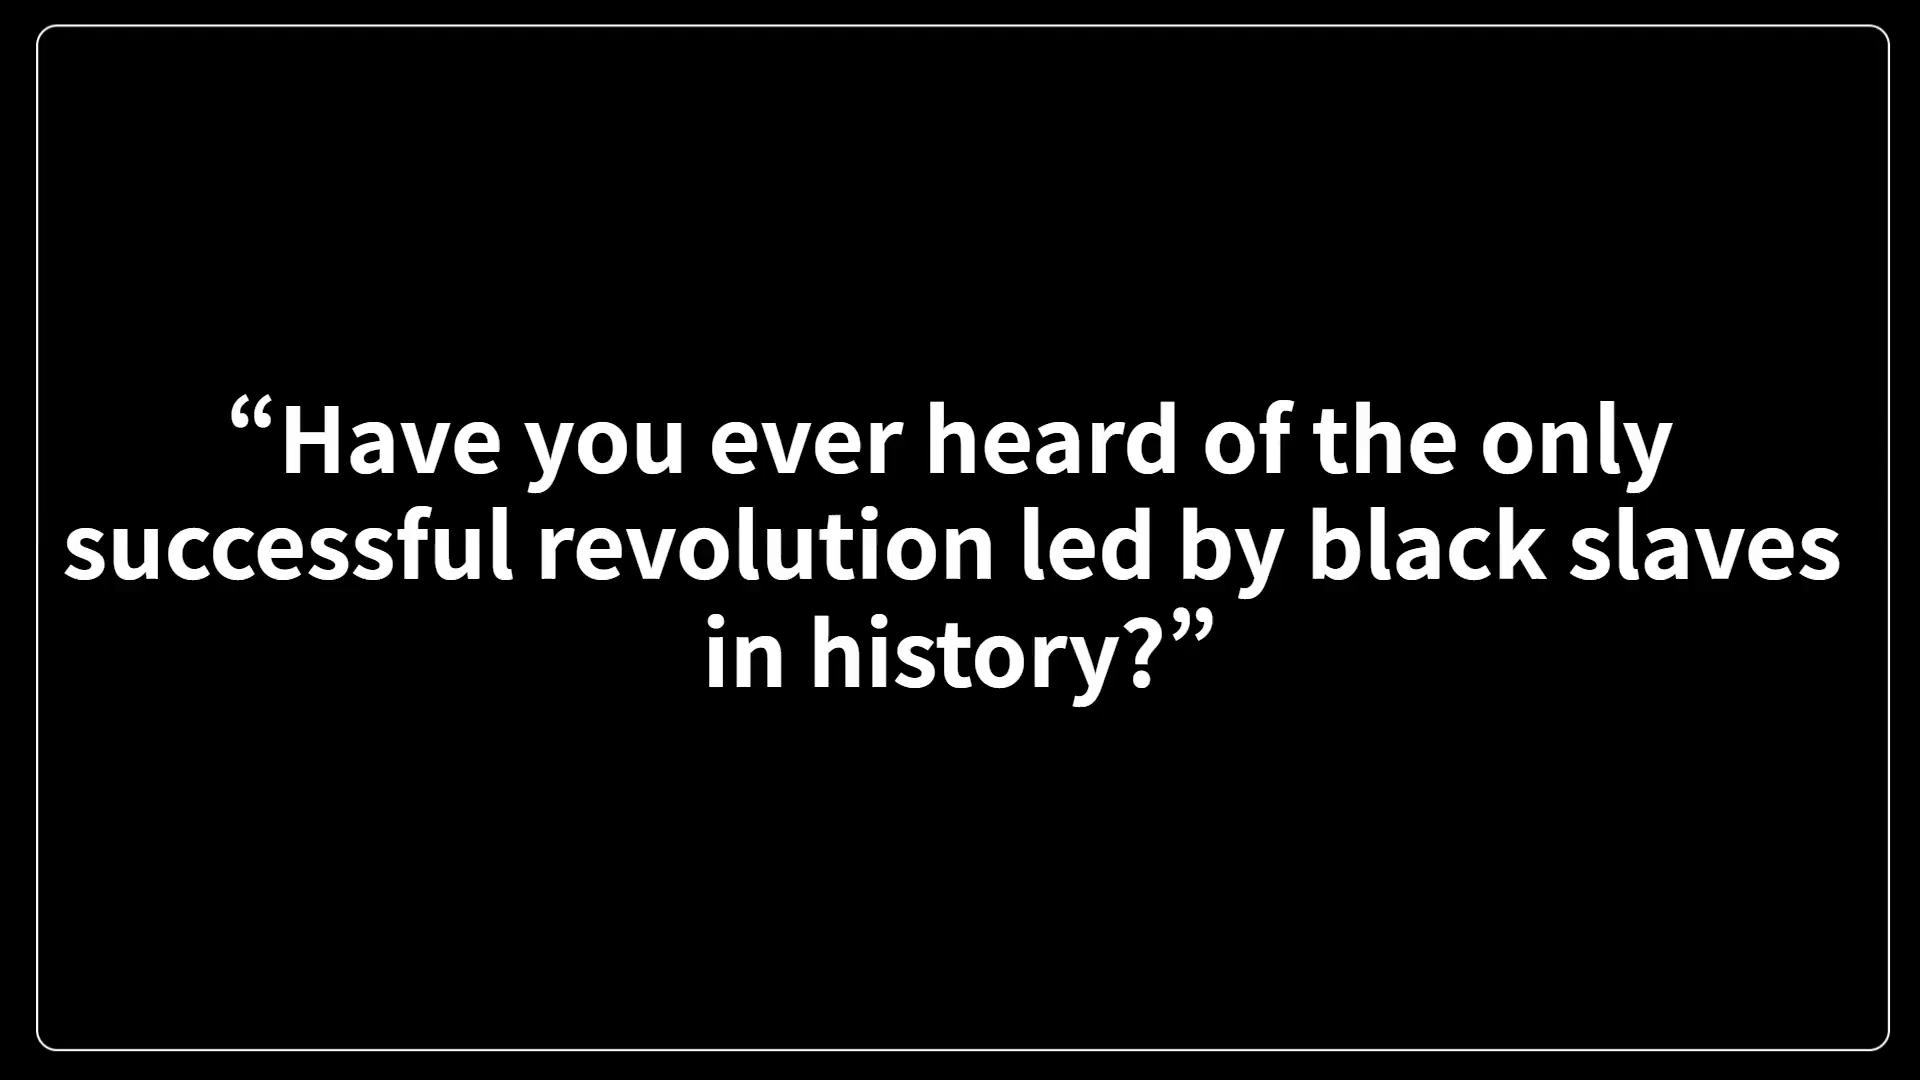 “Have you ever heard of the only
successful revolution led by black slaves
in history?”